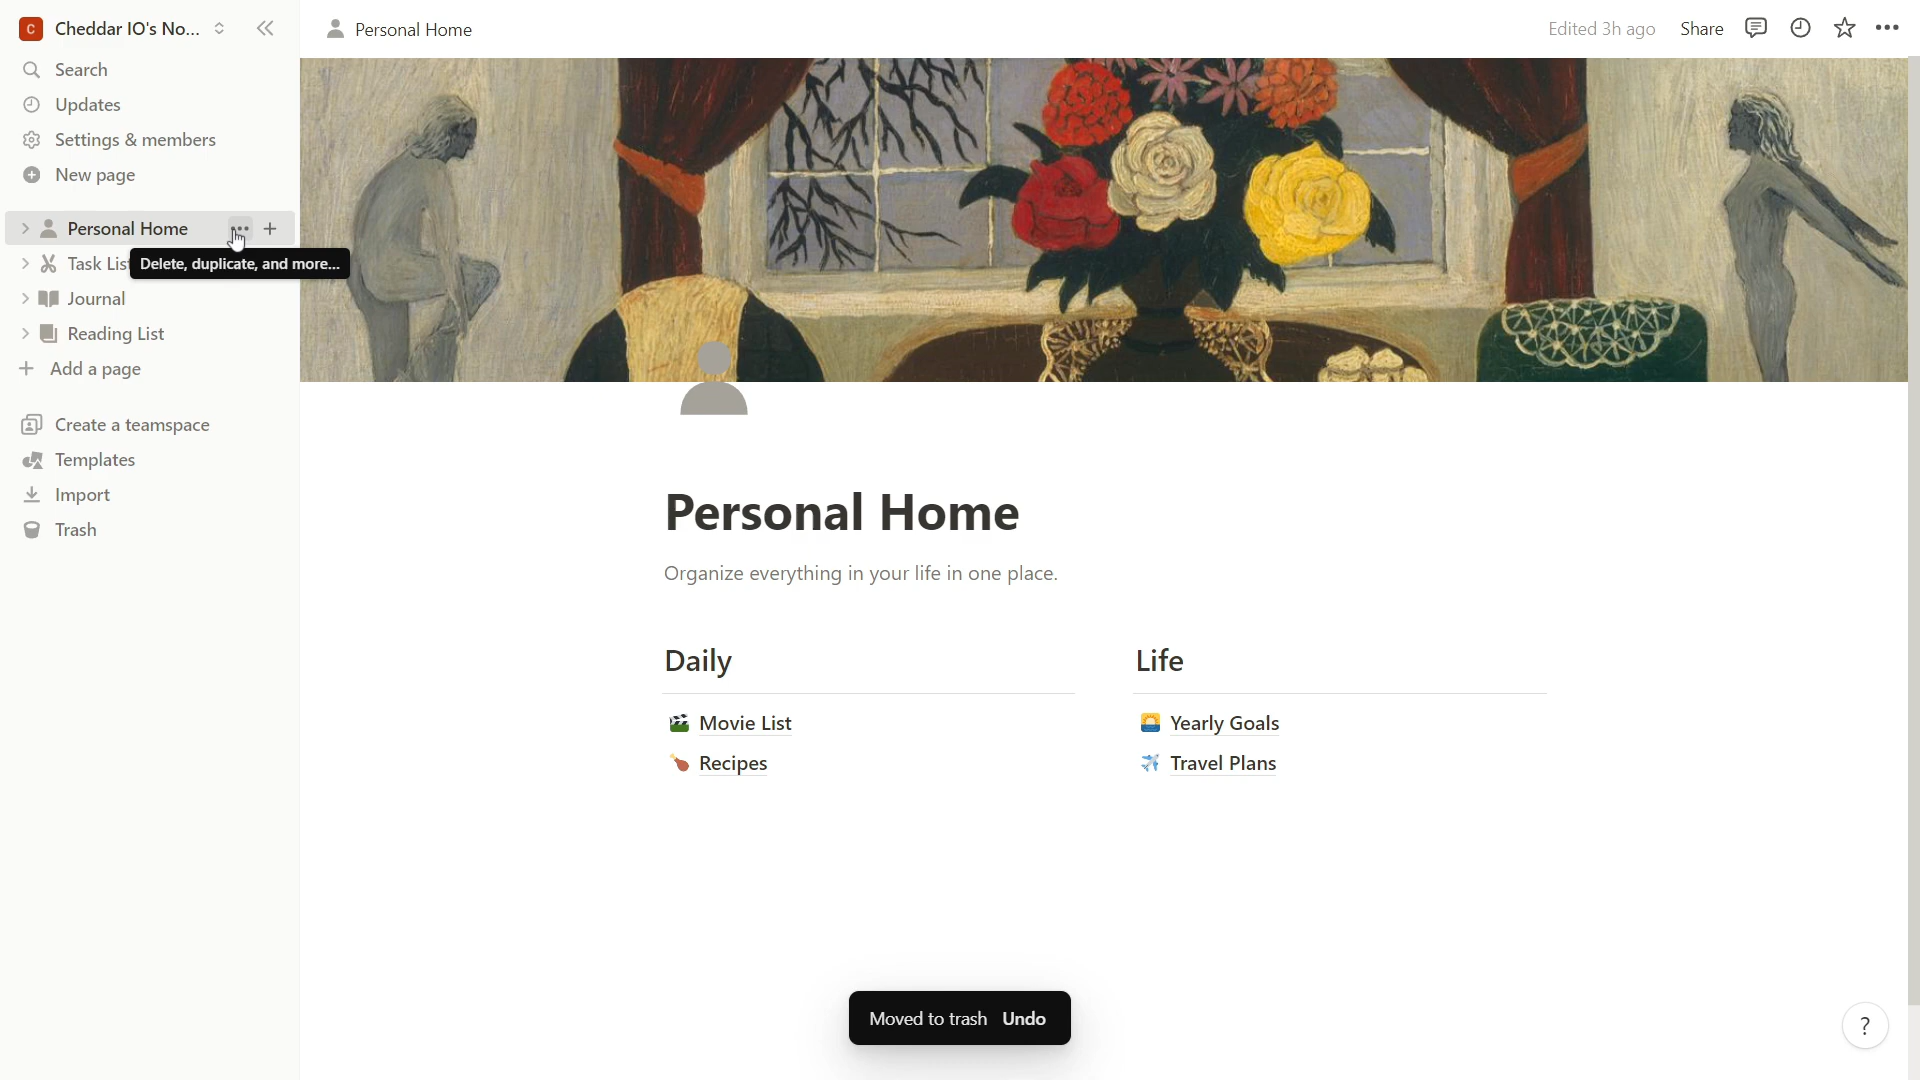 C Cheddar IO's No...
Search
Updates
Settings & members
New page
Personal Home
Task List
Delete, duplicate, and more...
Journal
Reading List
Add a page
Create a teamspace
Templates
Import
Trash
Personal Home
Edited 3h ago Share
Personal Home
Organize everything in your life in one place.
Daily
Movie List
Recipes
Life
Yearly Goals
Travel Plans
Moved to trash Undo
?